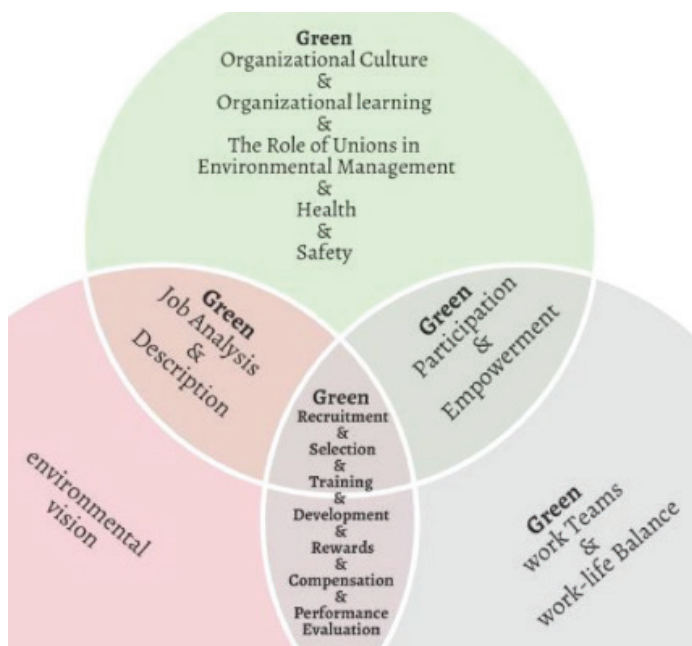 Green
Organizational Culture
&
Organizational learning
&
The Role of Unions in
Environmental Management
&
Health
&
Safety
Green
Job Analysis
&
Description
Green
Participation
&
Empowerment
Green
Recruitment
&
Selection
&
Training
&
Development
&
Rewards
&
Compensation
&
Performance
Evaluation
environmental
vision
Green
work Teams
&
work-life Balance